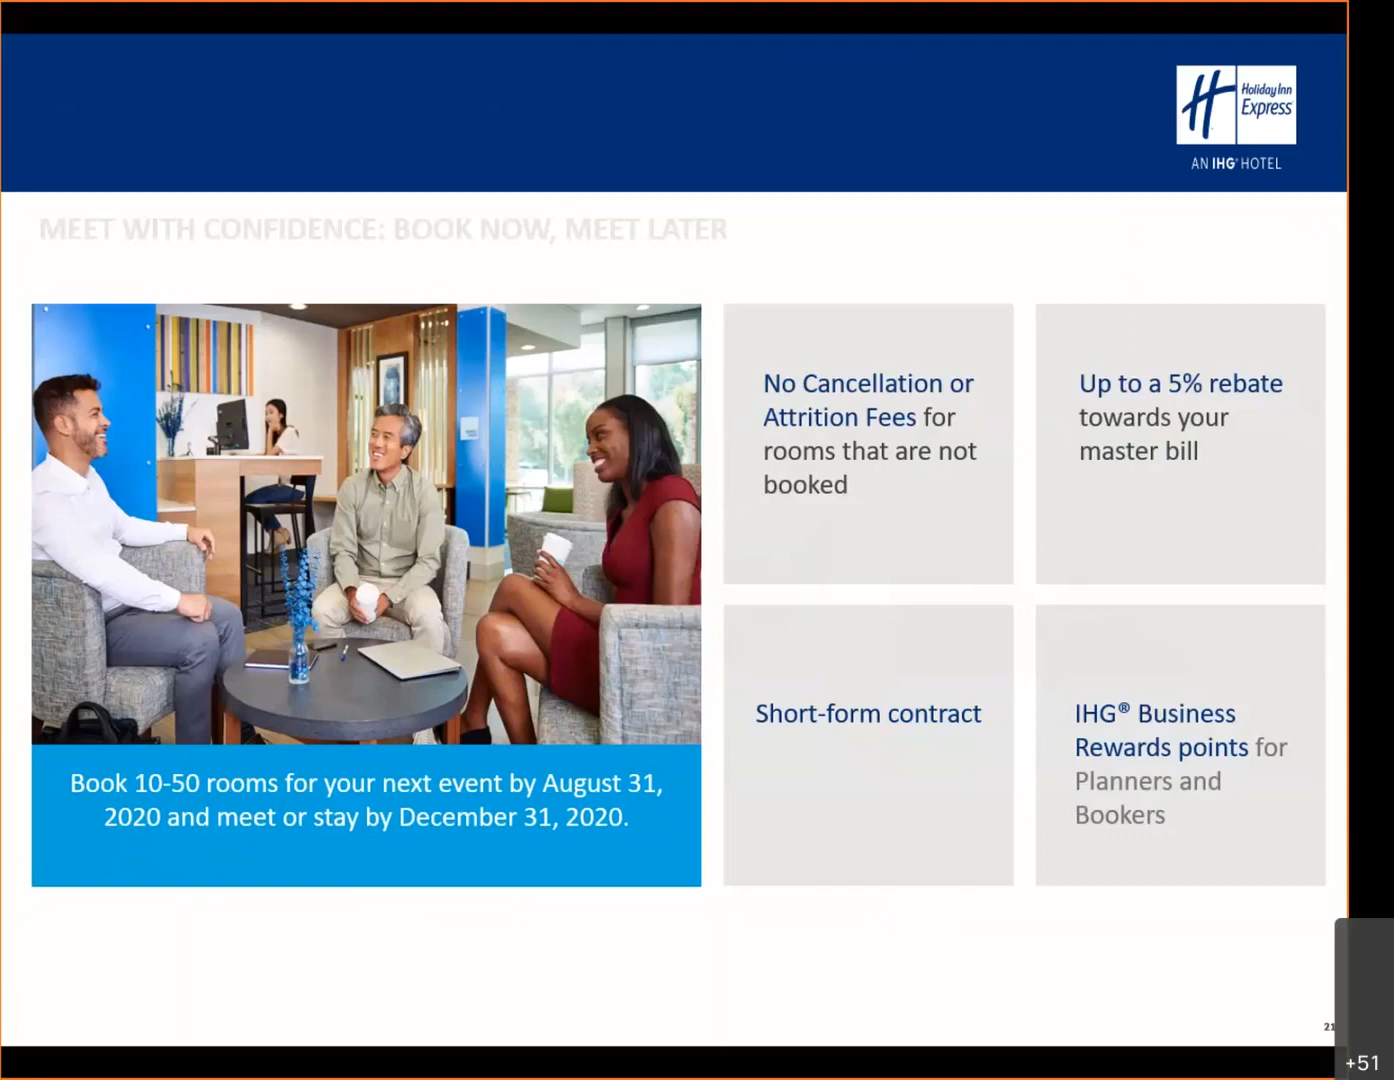 Holiday Inn
Express
AN IHG® HOTEL
MEET WITH CONFIDENCE: BOOK NOW, MEET LATER
No Cancellation or
Attrition Fees for
rooms that are not
booked
Up to a 5% rebate
towards your
master bill
Book 10-50 rooms for your next event by August 31,
2020 and meet or stay by December 31, 2020.
Short-form contract
IHG® Business
Rewards points for
Planners and
Bookers
21
+51